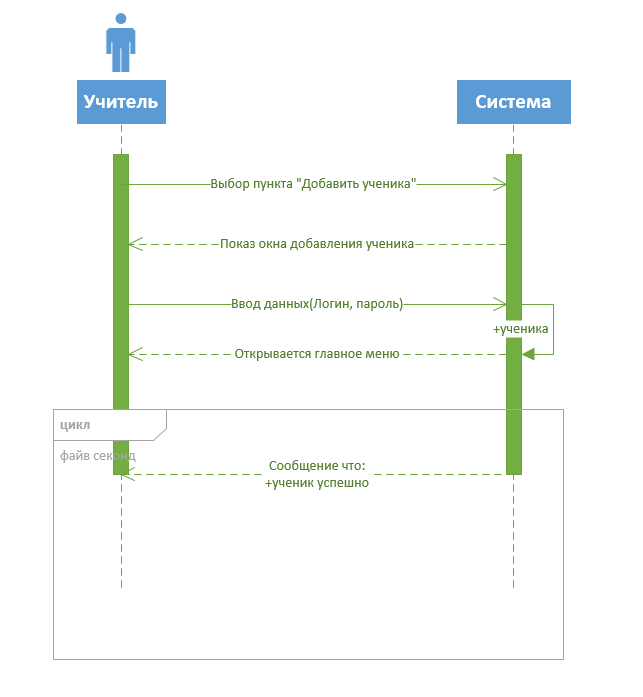 Учитель
Система
Выбор пункта "Добавить ученика"
Показ окна добавления ученика
Ввод данных(Логин, пароль)
+ученика
Открывается главное меню
цикл
файв секонд
Сообщение что:
+ученик успешно